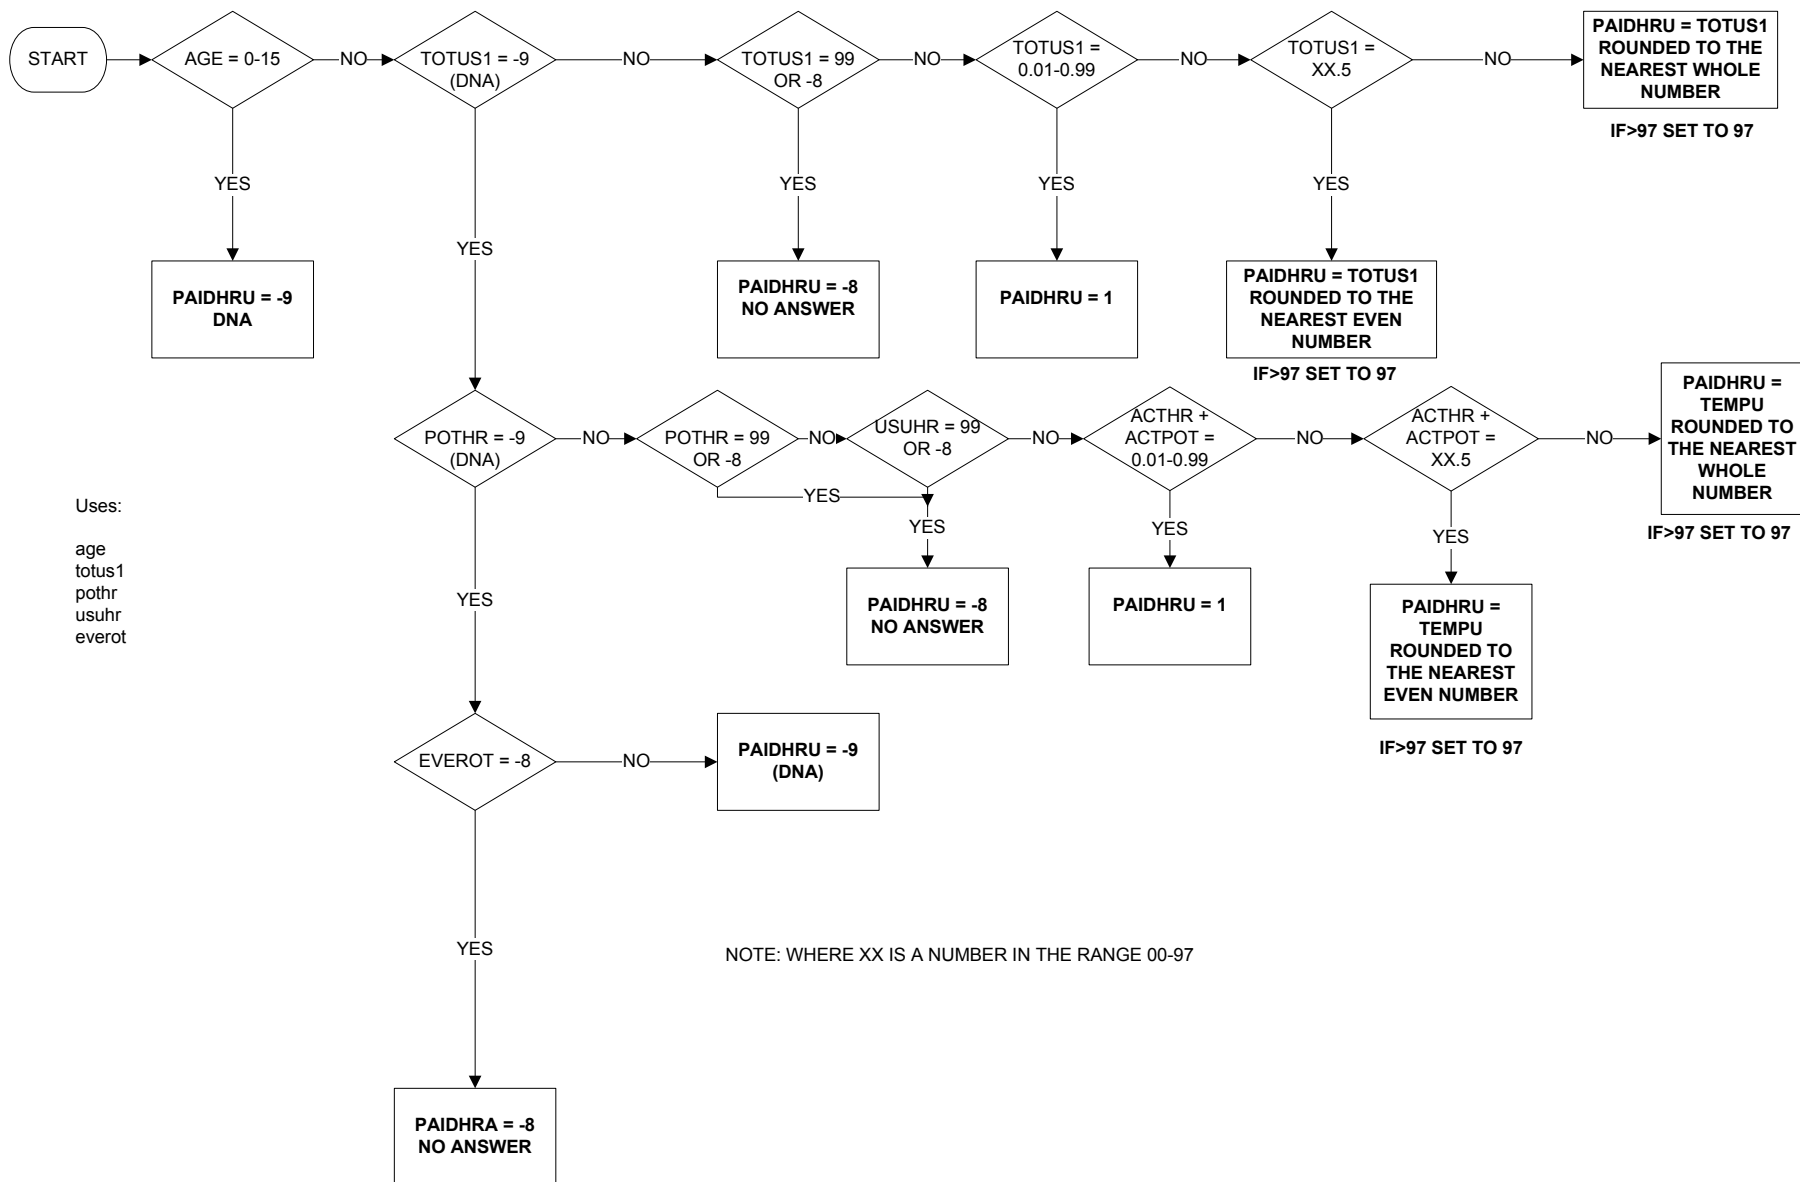 START
AGE = 0-15
NO
TOTUS1 = -9
(DNA)
NO
TOTUS1 = 99
OR -8
NO
TOTUS1 =
0.01-0.99
NO
TOTUS1 =
XX.5
NO
PAIDHRU = TOTUS1
ROUNDED TO THE
NEAREST WHOLE
NUMBER
IF>97 SET TO 97
YES
YES
YES
YES
YES
PAIDHRU = -9
DNA
PAIDHRU = -8
NO ANSWER
PAIDHRU = 1
PAIDHRU = TOTUS1
ROUNDED TO THE
NEAREST EVEN
NUMBER
IF>97 SET TO 97
POTHR = -9
(DNA)
NO
POTHR = 99
OR -8
NO
USUHR = 99
OR -8
NO
ACTHR +
ACTPOT =
0.01-0.99
NO
ACTHR +
ACTPOT =
XX.5
NO
PAIDHRU =
TEMPU
ROUNDED TO
THE NEAREST
WHOLE
NUMBER
IF>97 SET TO 97
YES
YES
YES
YES
Uses:
age
totus1
pothr
usuhr
everot
YES
PAIDHRU = -8
NO ANSWER
PAIDHRU = 1
PAIDHRU =
TEMPU
ROUNDED TO
THE NEAREST
EVEN NUMBER
IF>97 SET TO 97
EVEROT = -8
NO
PAIDHRU = -9
(DNA)
YES
NOTE: WHERE XX IS A NUMBER IN THE RANGE 00-97
PAIDHRA = -8
NO ANSWER